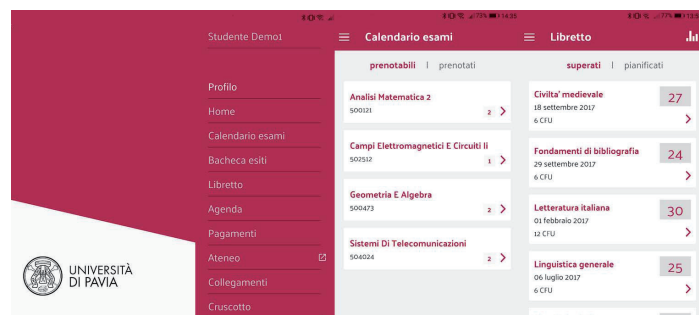 UNIVERSITÀ
DI PAVIA
Studente Demo1
Profilo
Home
Calendario esami
Bacheca esiti
Libretto
Agenda
Pagamenti
Ateneo
Collegamenti
Cruscotto
73% 14:35
Calendario esami
prenotabili | prenotati
Analisi Matematica 2
500121
2
Campi Elettromagnetici E Circuiti Ii
502512
1
Geometria E Algebra
500473
2
Sistemi Di Telecomunicazioni
504024
2
77%
Libretto
superati | pianificati
Civilta' medievale
27
18 settembre 2017
6 CFU
Fondamenti di bibliografia
24
29 settembre 2017
6 CFU
Letteratura italiana
30
01 febbraio 2017
12 CFU
Linguistica generale
25
06 luglio 2017
6 CFU